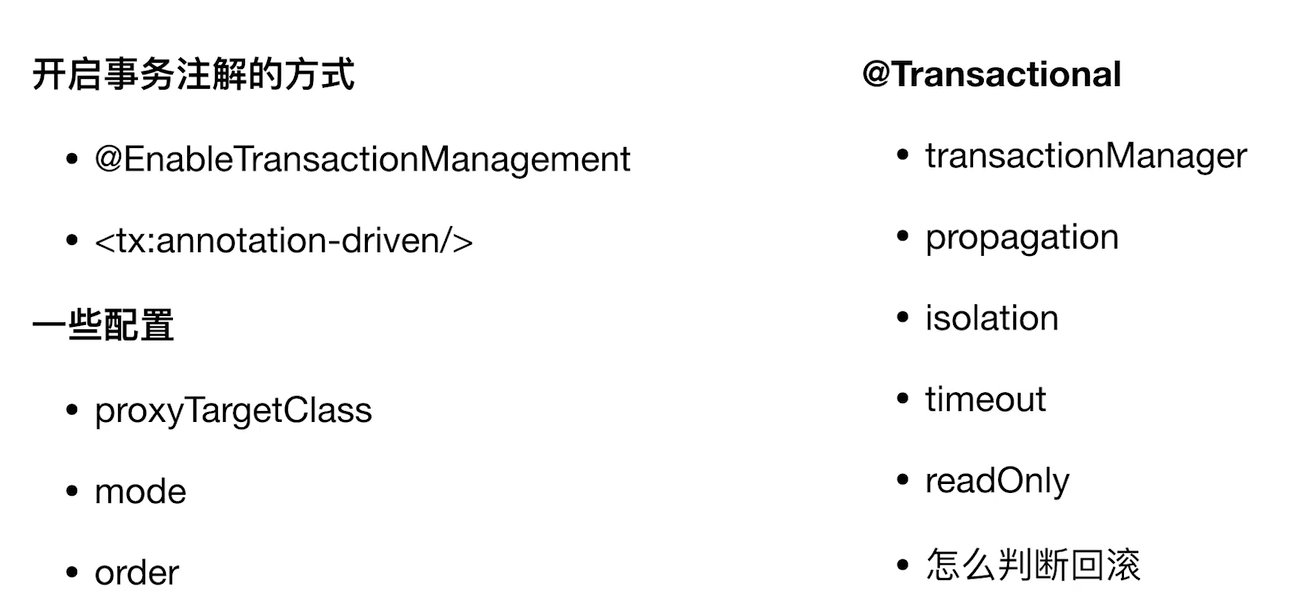 开启事务注解的方式
• @EnableTransactionManagement
• <tx:annotation-driven/>
一些配置
• proxyTargetClass
• mode
• order
@Transactional
• transactionManager
• propagation
• isolation
• timeout
• readOnly
• 怎么判断回滚